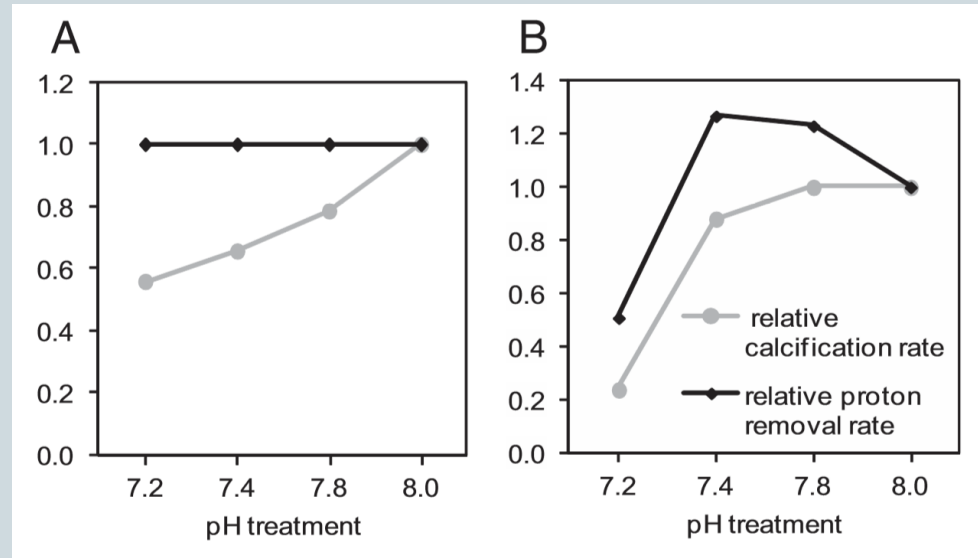 A
1.2
1.0
0.8
0.6
0.4
0.2
0.0
7.2 7.4 7.8 8.0
pH treatment
B
1.4
1.2
1.0
0.8
0.6
0.4
0.2
0.0
relative
calcification rate
relative proton
removal rate
7.2 7.4 7.8 8.0
pH treatment